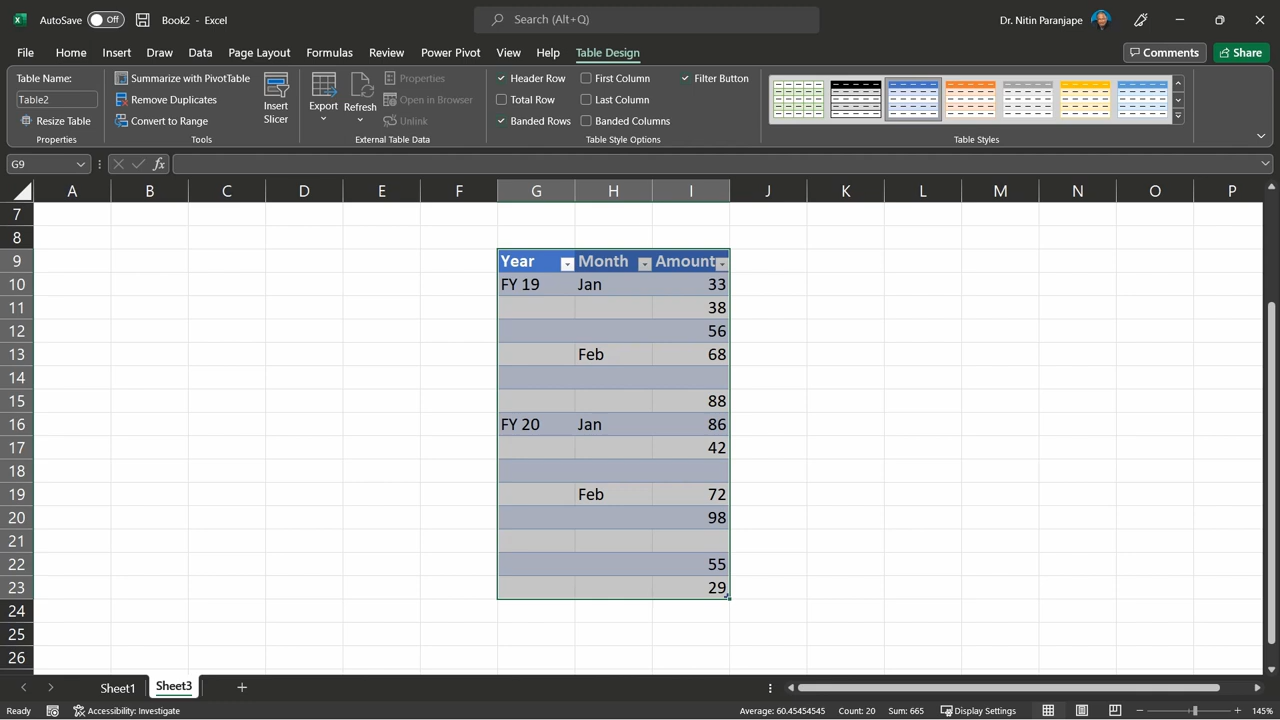 AutoSave Off Book2 - Excel Search (Alt+Q) Dr. Nitin Paranjape
File Home Insert Draw Data Page Layout Formulas Review Power Pivot View Help Table Design Comments Share
Table Name: Summarize with PivotTable Properties Header Row First Column Filter Button
Table2 Remove Duplicates Insert Slicer Export Refresh Open in Browser Total Row Last Column
Resize Table Convert to Range Unlink Banded Rows Banded Columns
Properties Tools External Table Data Table Style Options Table Styles
G9 fx
A B C D E F G H I J K L M N O P
7
8
9 Year Month Amount
10 FY 19 Jan 33
11 38
12 56
13 Feb 68
14
15 88
16 FY 20 Jan 86
17 42
18
19 Feb 72
20 98
21
22 55
23 29
24
25
26
Sheet1 Sheet3
Ready Accessibility: Investigate Average: 60.45454545 Count: 20 Sum: 665 Display Settings 145%